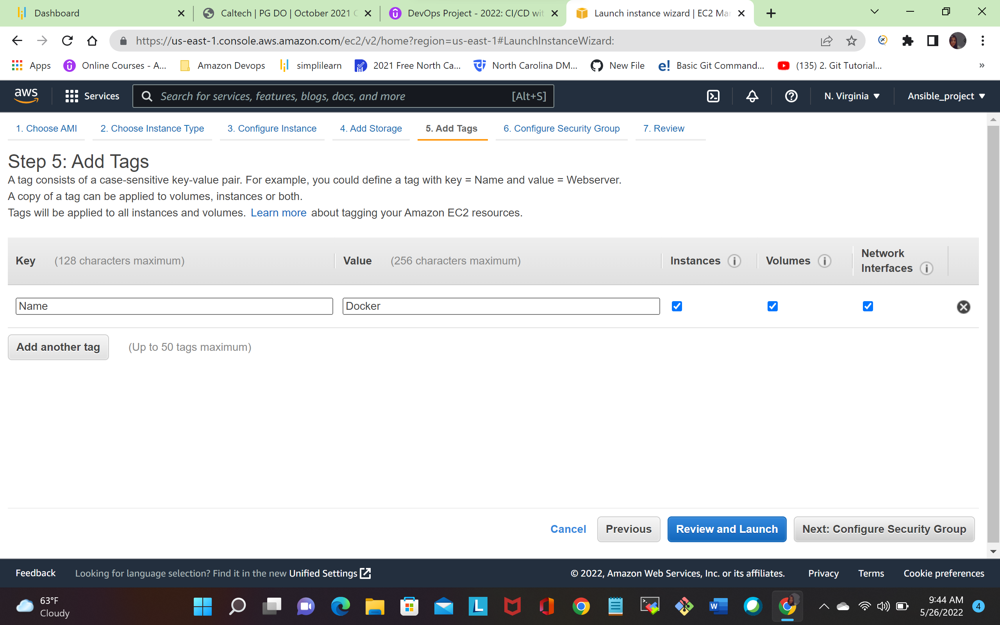 Dashboard
Caltech | PG DO | October 2021 C
DevOps Project - 2022: CI/CD wit
Launch instance wizard | EC2 Mar
https://us-east-1.console.aws.amazon.com/ec2/v2/home?region=us-east-1#LaunchInstanceWizard:
Apps
Online Courses - A...
Amazon Devops
simplilearn
2021 Free North Ca...
North Carolina DM...
New File
e! Basic Git Command...
(135) 2. Git Tutorial...
»
aws
Services
Search for services, features, blogs, docs, and more [Alt+S]
N. Virginia
Ansible_project
1. Choose AMI
2. Choose Instance Type
3. Configure Instance
4. Add Storage
5. Add Tags
6. Configure Security Group
7. Review
Step 5: Add Tags
A tag consists of a case-sensitive key-value pair. For example, you could define a tag with key = Name and value = Webserver.
A copy of a tag can be applied to volumes, instances or both.
Tags will be applied to all instances and volumes. Learn more about tagging your Amazon EC2 resources.
Key (128 characters maximum)
Value (256 characters maximum)
Instances i
Volumes i
Network
Interfaces i
Name
Docker
Add another tag
(Up to 50 tags maximum)
Cancel
Previous
Review and Launch
Next: Configure Security Group
Feedback
Looking for language selection? Find it in the new Unified Settings
© 2022, Amazon Web Services, Inc. or its affiliates.
Privacy
Terms
Cookie preferences
63°F
Cloudy
L
W
9:44 AM
5/26/2022
4